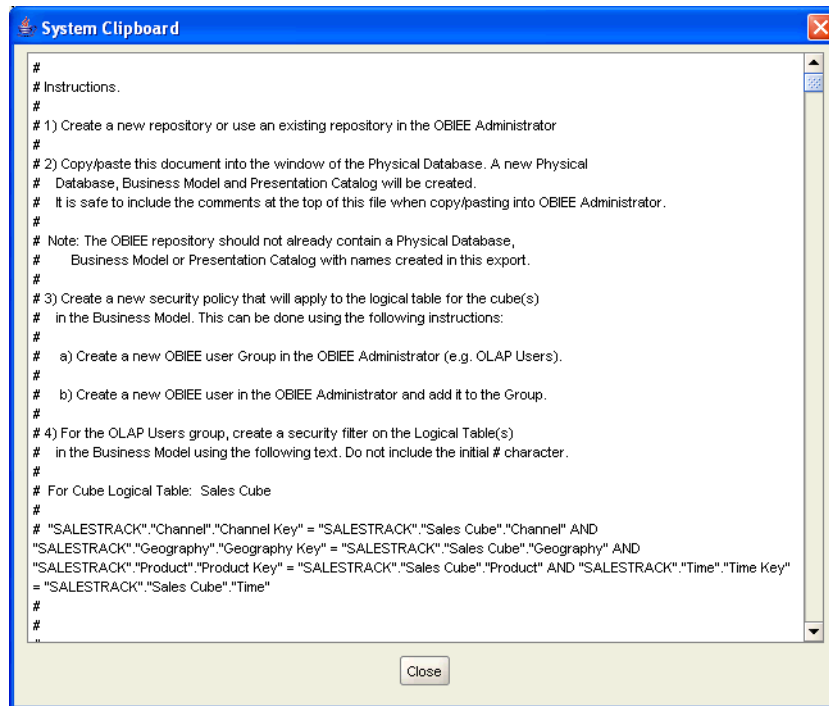 System Clipboard
#
# Instructions.
#
# 1) Create a new repository or use an existing repository in the OBIEE Administrator
#
# 2) Copy/paste this document into the window of the Physical Database. A new Physical
# Database, Business Model and Presentation Catalog will be created.
# It is safe to include the comments at the top of this file when copy/pasting into OBIEE Administrator.
#
# Note: The OBIEE repository should not already contain a Physical Database,
# Business Model or Presentation Catalog with names created in this export.
#
# 3) Create a new security policy that will apply to the logical table for the cube(s)
# in the Business Model. This can be done using the following instructions:
#
# a) Create a new OBIEE user Group in the OBIEE Administrator (e.g. OLAP Users).
#
# b) Create a new OBIEE user in the OBIEE Administrator and add it to the Group.
#
# 4) For the OLAP Users group, create a security filter on the Logical Table(s)
# in the Business Model using the following text. Do not include the initial # character.
#
# For Cube Logical Table: Sales Cube
#
# "SALESTRACK"."Channel"."Channel Key" = "SALESTRACK"."Sales Cube"."Channel" AND
"SALESTRACK"."Geography"."Geography Key" = "SALESTRACK"."Sales Cube"."Geography" AND
"SALESTRACK"."Product"."Product Key" = "SALESTRACK"."Sales Cube"."Product" AND "SALESTRACK"."Time"."Time Key"
= "SALESTRACK"."Sales Cube"."Time"
#
#
#
Close